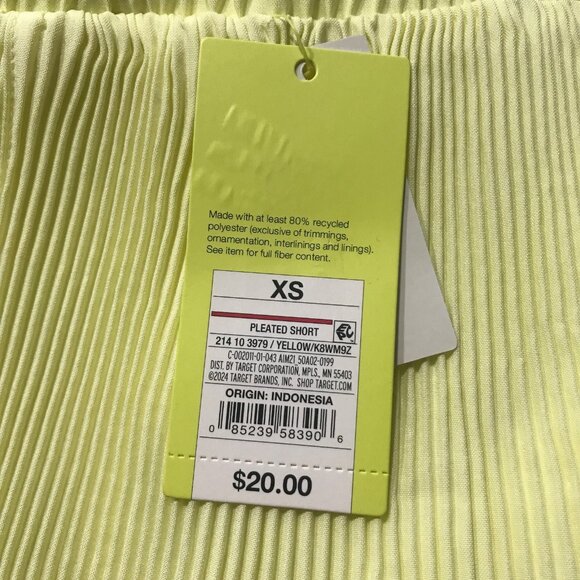 Made with at least 80% recycled
polyester (exclusive of trimmings,
ornamentation, interlinings and linings).
See item for full fiber content.
XS
PLEATED SHORT
214 10 3979 / YELLOW/K8WM9Z
C-002011-01-043 AIM21_50A02-0199
DIST. BY TARGET CORPORATION, MPLS., MN 55403
©2024 TARGET BRANDS, INC. SHOP TARGET.COM
ORIGIN: INDONESIA
0 85239 58390 6
$20.00